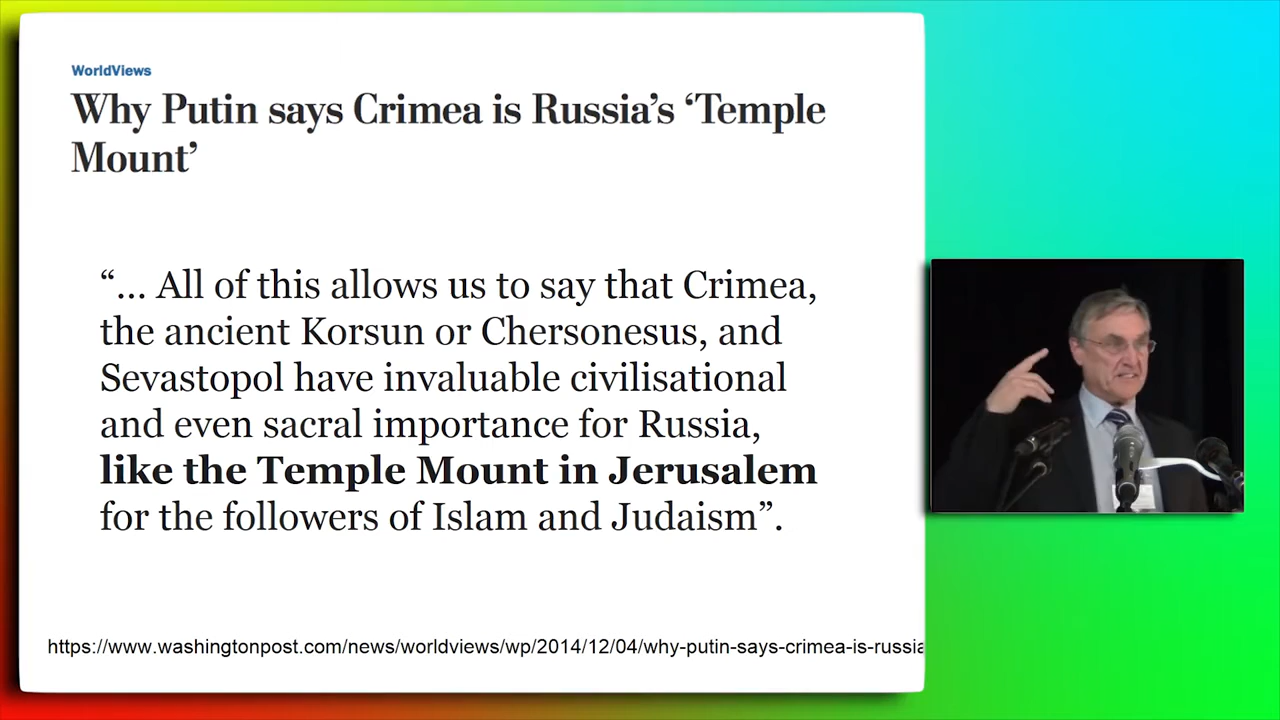 WorldViews
Why Putin says Crimea is Russia’s ‘Temple
Mount’
“... All of this allows us to say that Crimea,
the ancient Korsun or Chersonesus, and
Sevastopol have invaluable civilisational
and even sacral importance for Russia,
like the Temple Mount in Jerusalem
for the followers of Islam and Judaism”.
https://www.washingtonpost.com/news/worldviews/wp/2014/12/04/why-putin-says-crimea-is-russia